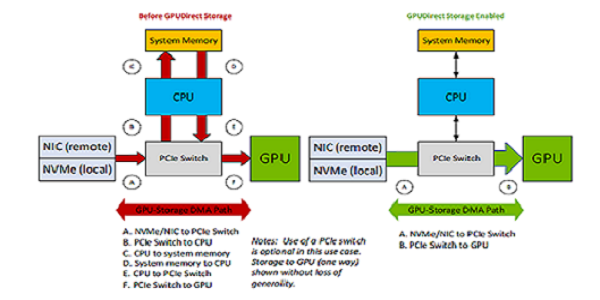 Before GPUDirect Storage
System Memory
C
D
CPU
B
E
NIC (remote)
NVMe (local)
PCIe Switch
GPU
A
F
GPU-Storage DMA Path
A. NVMe/NIC to PCIe Switch
B. PCIe Switch to CPU
C. CPU to system memory
D. System memory to CPU
E. CPU to PCIe Switch
F. PCIe Switch to GPU
Notes: Use of a PCIe switch
is optional in this use case.
Storage to GPU (one way)
shown without loss of
generality.
GPUDirect Storage Enabled
System Memory
CPU
NIC (remote)
NVMe (local)
PCIe Switch
GPU
A
B
GPU-Storage DMA Path
A. NVMe/NIC to PCIe Switch
B. PCIe Switch to GPU